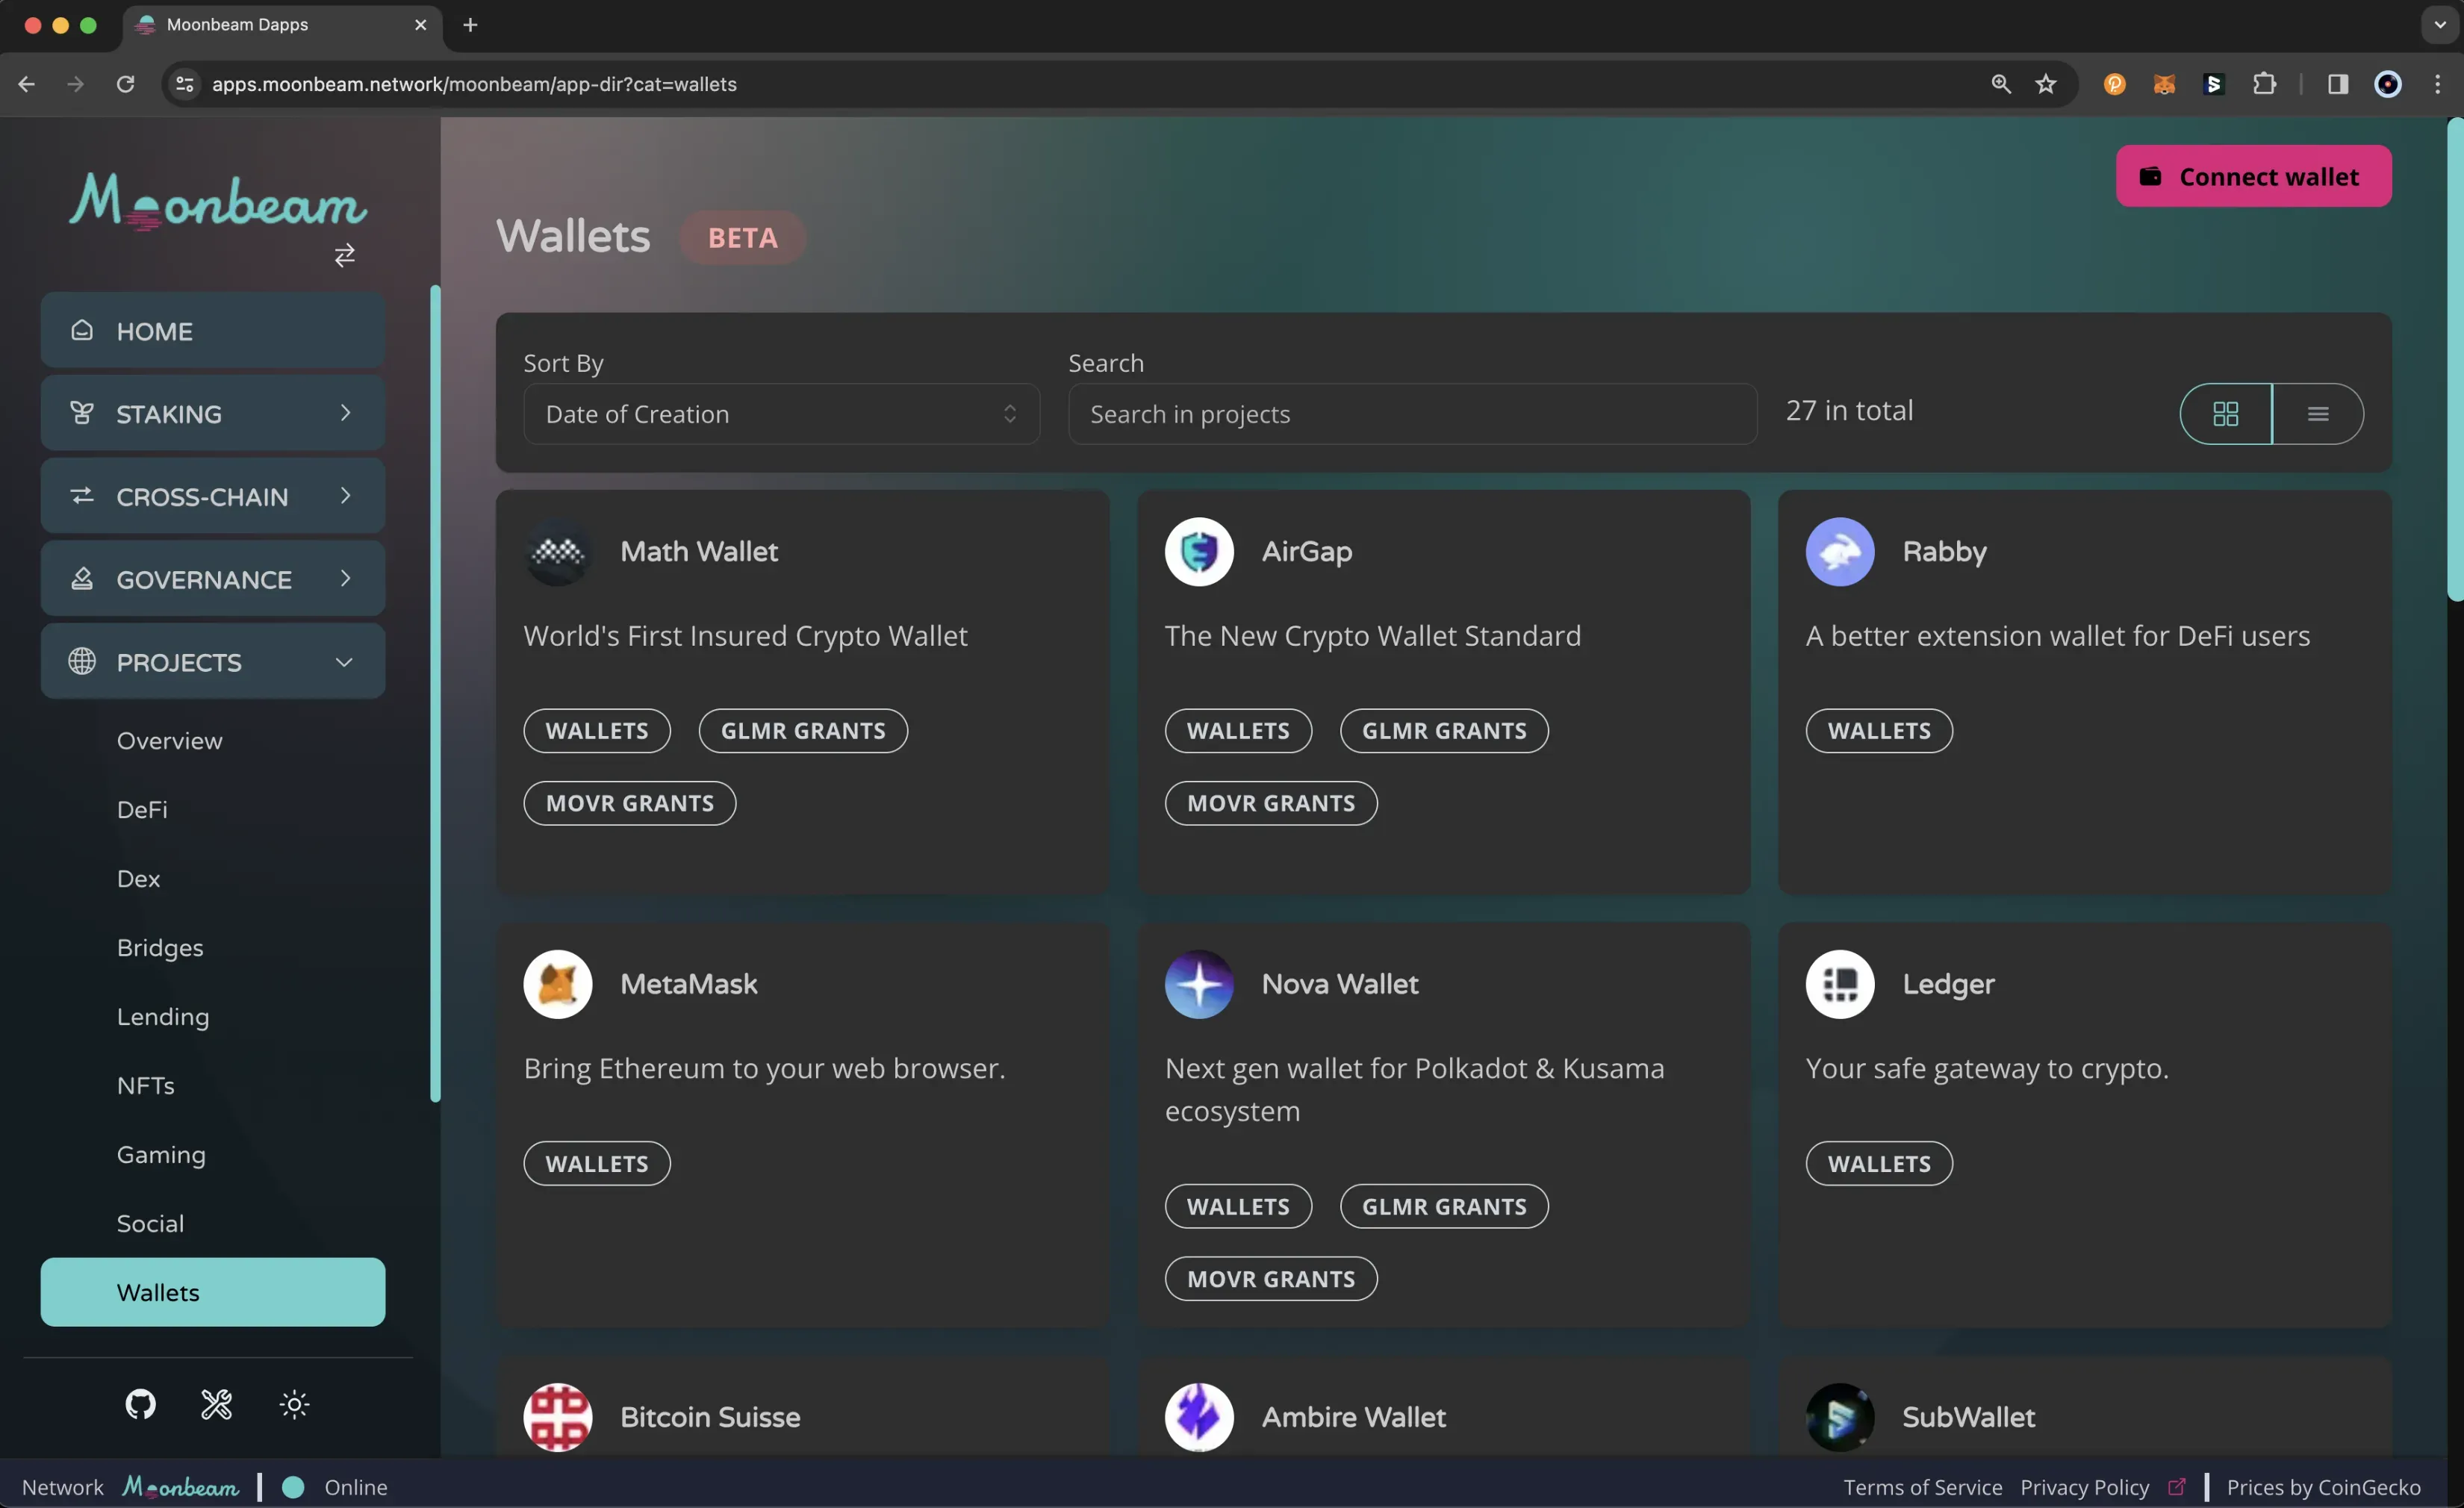 Moonbeam Dapps
apps.moonbeam.network/moonbeam/app-dir?cat=wallets
Moonbeam
HOME
STAKING
CROSS-CHAIN
GOVERNANCE
PROJECTS
Overview
DeFi
Dex
Bridges
Lending
NFTs
Gaming
Social
Wallets
Connect wallet
Wallets BETA
Sort By
Date of Creation
Search
Search in projects
27 in total
Math Wallet
World's First Insured Crypto Wallet
WALLETS GLMR GRANTS
MOVR GRANTS
AirGap
The New Crypto Wallet Standard
WALLETS GLMR GRANTS
MOVR GRANTS
Rabby
A better extension wallet for DeFi users
WALLETS
MetaMask
Bring Ethereum to your web browser.
WALLETS
Nova Wallet
Next gen wallet for Polkadot & Kusama
ecosystem
WALLETS GLMR GRANTS
MOVR GRANTS
Ledger
Your safe gateway to crypto.
WALLETS
Bitcoin Suisse
Ambire Wallet
SubWallet
Network Moonbeam Online
Terms of Service Privacy Policy Prices by CoinGecko